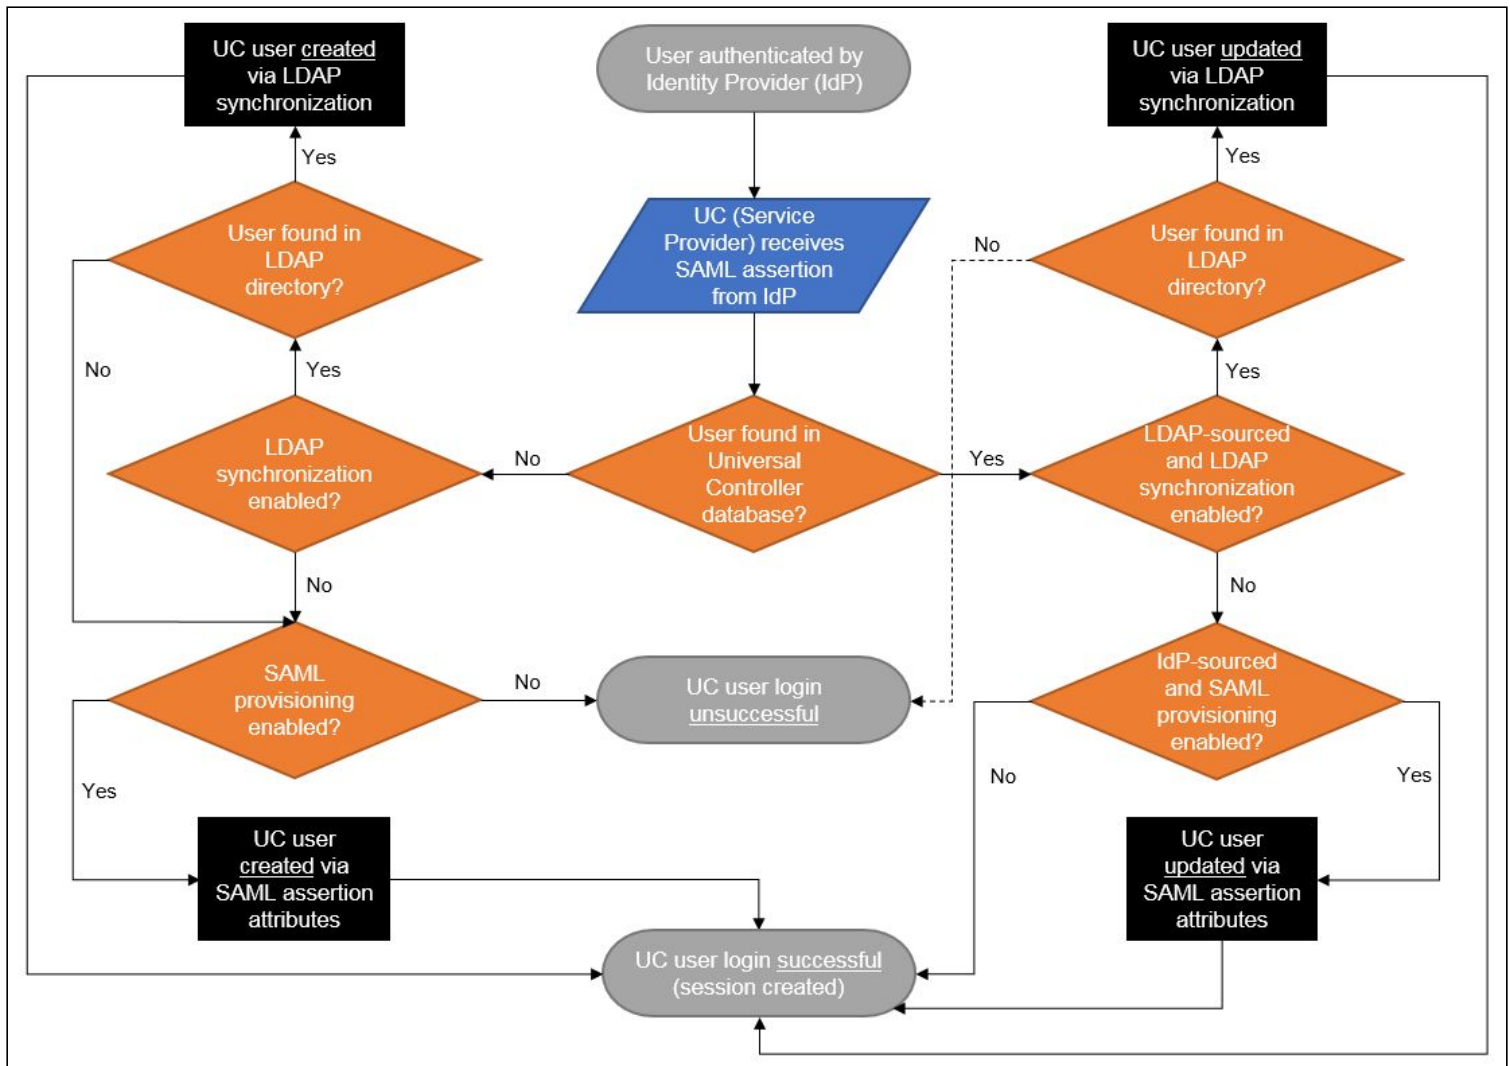 UC user created
via LDAP
synchronization
User authenticated by
Identity Provider (IdP)
UC user updated
via LDAP
synchronization
Yes
Yes
User found in
LDAP
directory?
UC (Service
Provider) receives
SAML assertion
from IdP
No
User found in
LDAP
directory?
No
Yes
Yes
LDAP
synchronization
enabled?
No
User found in
Universal
Controller
database?
Yes
LDAP-sourced
and LDAP
synchronization
enabled?
No
No
SAML
provisioning
enabled?
No
UC user login
unsuccessful
IdP-sourced
and SAML
provisioning
enabled?
Yes
No
Yes
UC user
created via
SAML assertion
attributes
UC user
updated via
SAML assertion
attributes
UC user login successful
(session created)